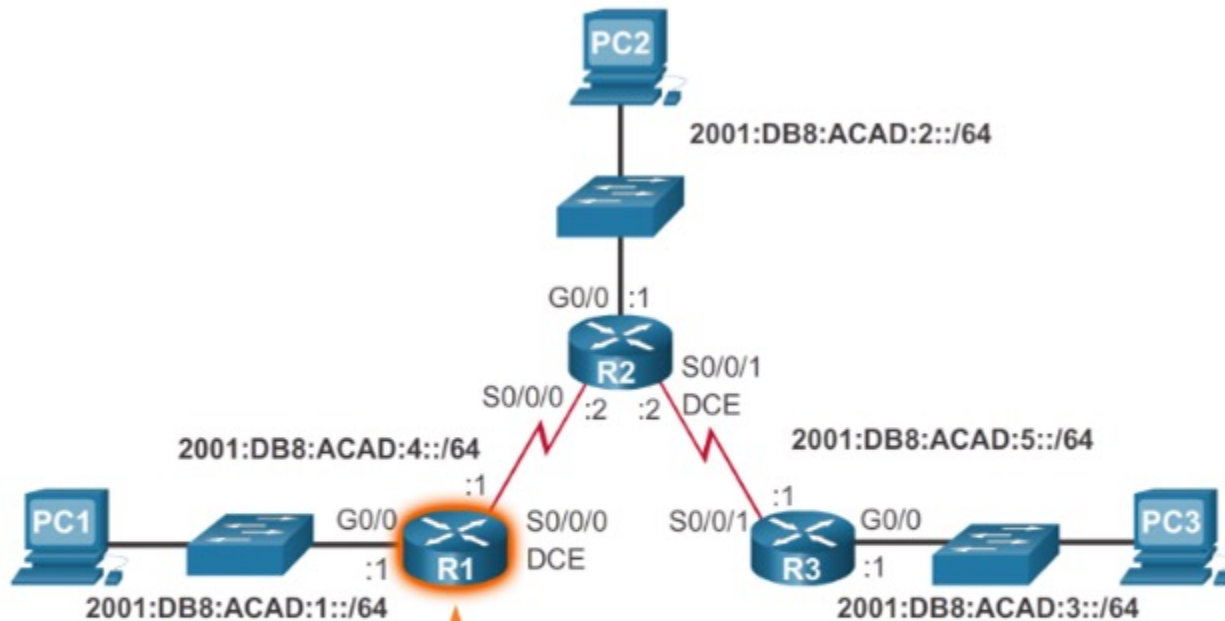 PC2
2001:DB8:ACAD:2::/64
G0/0 :1
R2
S0/0/1
S0/0/0
:2 :2 DCE
2001:DB8:ACAD:4::/64
2001:DB8:ACAD:5::/64
:1 :1
PC1
G0/0
S0/0/0
S0/0/1
G0/0
PC3
:1
R1
DCE
R3
:1
2001:DB8:ACAD:1::/64
2001:DB8:ACAD:3::/64